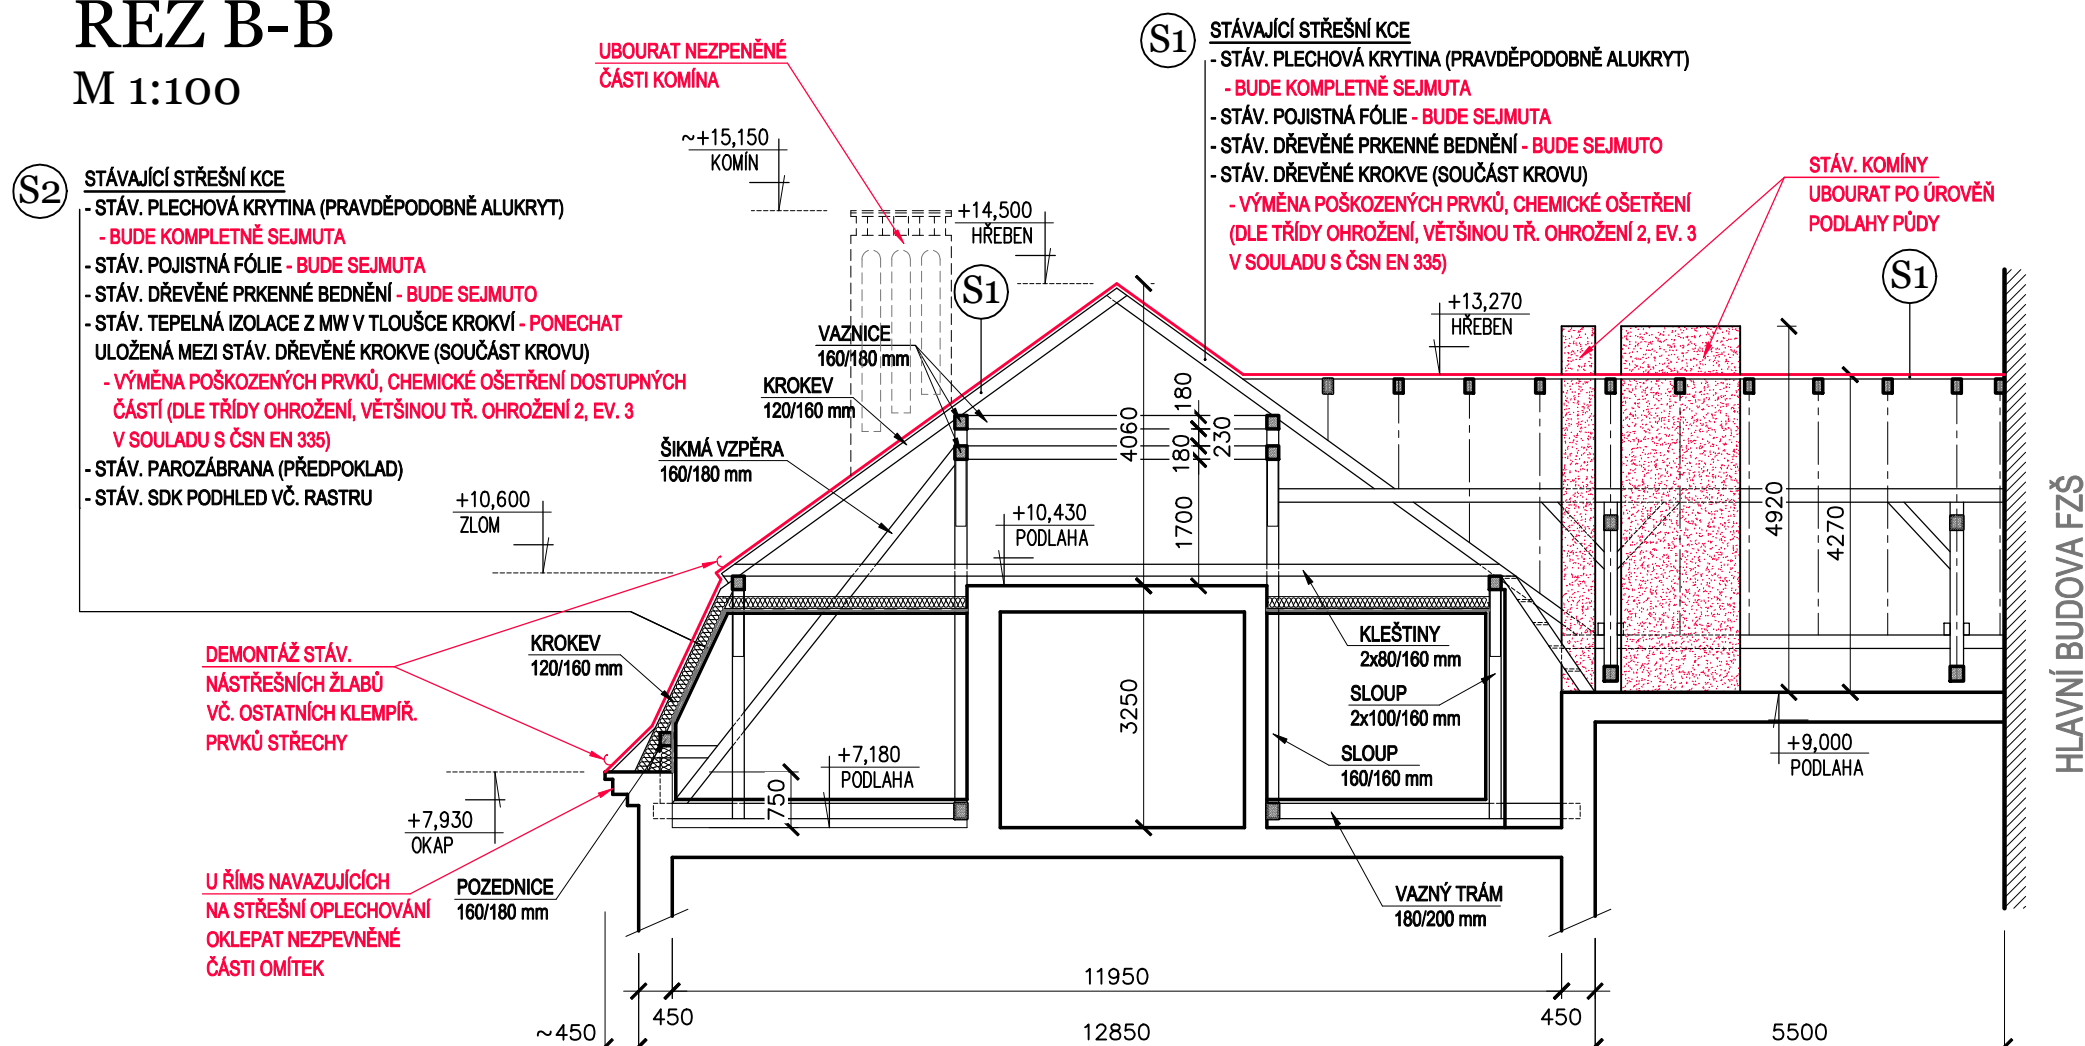 ŘEZ B-B
M 1:100
S2
STÁVAJÍCÍ STŘEŠNÍ KCE
- STÁV. PLECHOVÁ KRYTINA (PRAVDĚPODOBNĚ ALUKRYT)
- BUDE KOMPLETNĚ SEJMUTA
- STÁV. POJISTNÁ FÓLIE - BUDE SEJMUTA
- STÁV. DŘEVĚNÉ PRKENNÉ BEDNĚNÍ - BUDE SEJMUTO
- STÁV. TEPELNÁ IZOLACE Z MW V TLOUŠCE KROKVÍ - PONECHAT
ULOŽENÁ MEZI STÁV. DŘEVĚNÉ KROKVE (SOUČÁST KROVU)
- VÝMĚNA POŠKOZENÝCH PRVKŮ, CHEMICKÉ OŠETŘENÍ DOSTUPNÝCH
ČÁSTÍ (DLE TŘÍDY OHROŽENÍ, VĚTŠINOU TŘ. OHROŽENÍ 2, EV. 3
V SOULADU S ČSN EN 335)
- STÁV. PAROZÁBRANA (PŘEDPOKLAD)
- STÁV. SDK PODHLED VČ. RASTRU
UBOURAT NEZPENĚNÉ
ČÁSTI KOMÍNA
~+15,150
KOMÍN
+14,500
HŘEBEN
S1
S1
STÁVAJÍCÍ STŘEŠNÍ KCE
- STÁV. PLECHOVÁ KRYTINA (PRAVDĚPODOBNĚ ALUKRYT)
- BUDE KOMPLETNĚ SEJMUTA
- STÁV. POJISTNÁ FÓLIE - BUDE SEJMUTA
- STÁV. DŘEVĚNÉ PRKENNÉ BEDNĚNÍ - BUDE SEJMUTO
- STÁV. DŘEVĚNÉ KROKVE (SOUČÁST KROVU)
- VÝMĚNA POŠKOZENÝCH PRVKŮ, CHEMICKÉ OŠETŘENÍ
(DLE TŘÍDY OHROŽENÍ, VĚTŠINOU TŘ. OHROŽENÍ 2, EV. 3
V SOULADU S ČSN EN 335)
STÁV. KOMÍNY
UBOURAT PO ÚROVĚŇ
PODLAHY PŮDY
S1
+13,270
HŘEBEN
VAZNICE
160/180 mm
KROKEV
120/160 mm
ŠIKMÁ VZPĚRA
160/180 mm
+10,600
ZLOM
+10,430
PODLAHA
4060
180
180
230
1700
4920
4270
3250
750
DEMONTÁŽ STÁV.
NÁSTŘEŠNÍCH ŽLABŮ
VČ. OSTATNÍCH KLEMPÍŘ.
PRVKŮ STŘECHY
KROKEV
120/160 mm
KLEŠTINY
2x80/160 mm
SLOUP
2x100/160 mm
SLOUP
160/160 mm
+7,180
PODLAHA
+9,000
PODLAHA
+7,930
OKAP
U ŘÍMS NAVAZUJÍCÍCH
NA STŘEŠNÍ OPLECHOVÁNÍ
OKLEPAT NEZPEVNĚNÉ
ČÁSTI OMÍTEK
POZEDNICE
160/180 mm
VAZNÝ TRÁM
180/200 mm
HLAVNÍ BUDOVA FZŠ
11950
450
450
~450
12850
5500